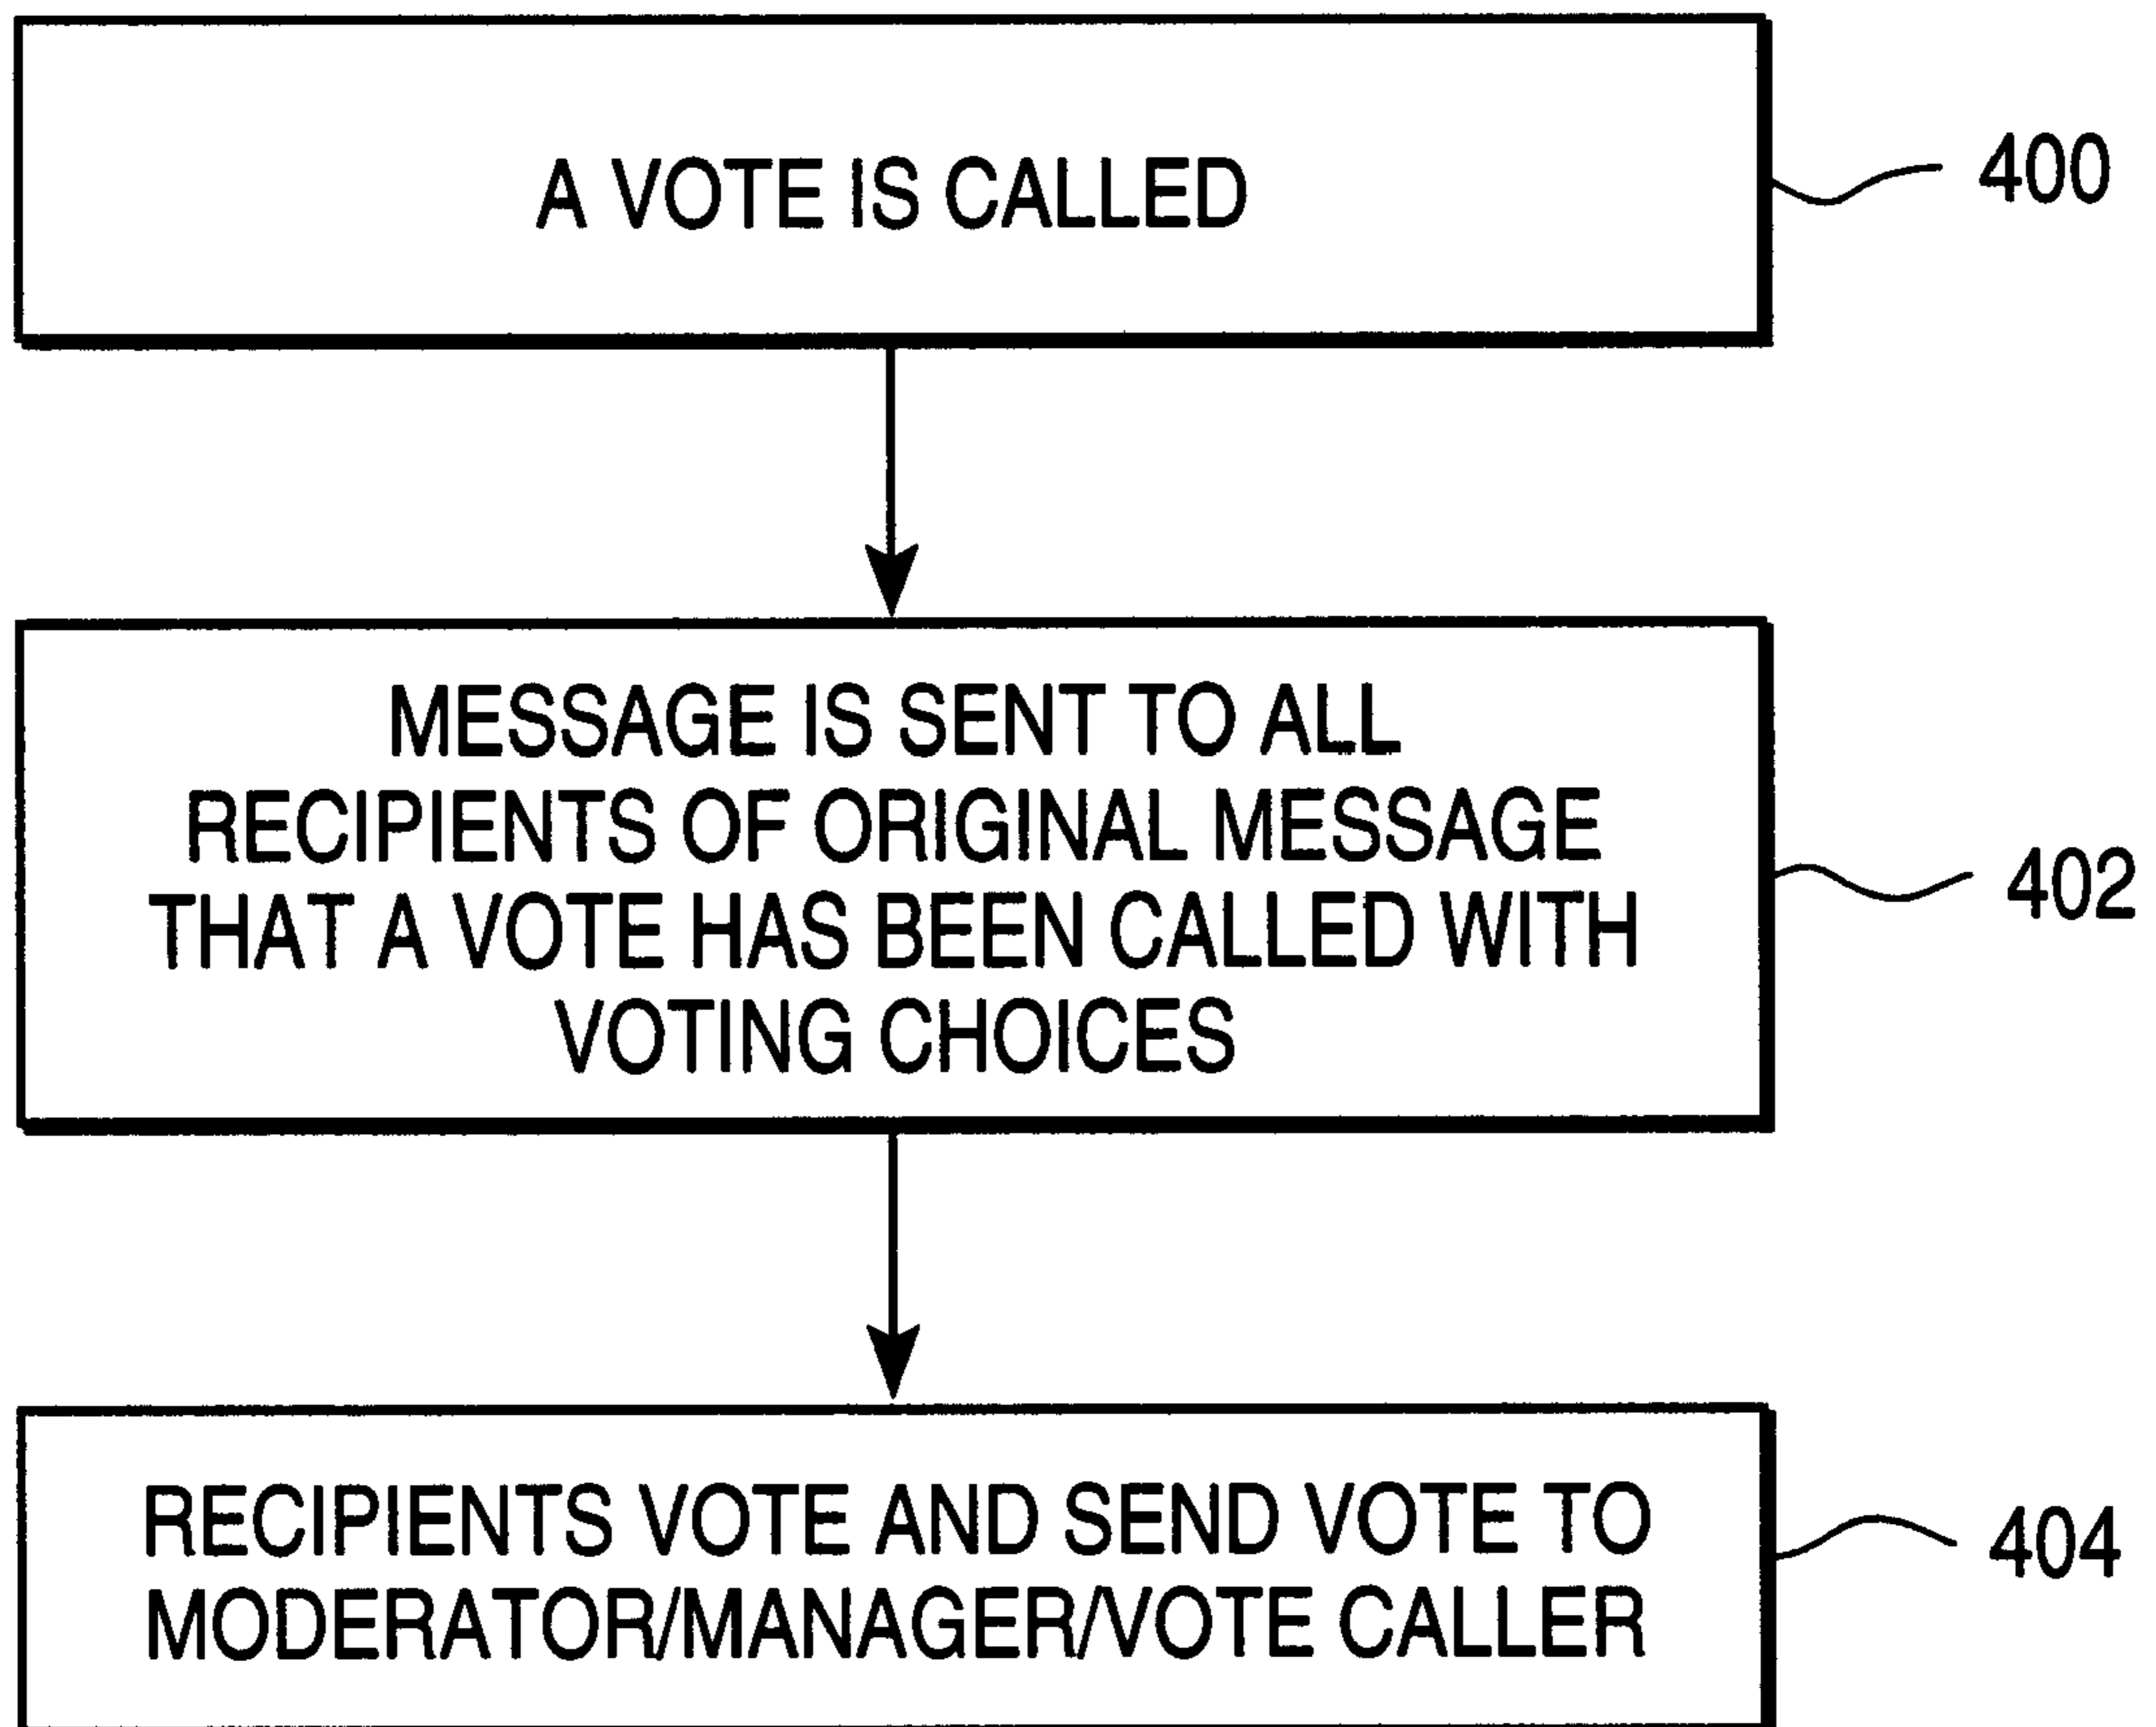 A VOTE IS CALLED
400
MESSAGE IS SENT TO ALL
RECIPIENTS OF ORIGINAL MESSAGE
THAT A VOTE HAS BEEN CALLED WITH
VOTING CHOICES
402
RECIPIENTS VOTE AND SEND VOTE TO
MODERATOR/MANAGER/VOTE CALLER
404